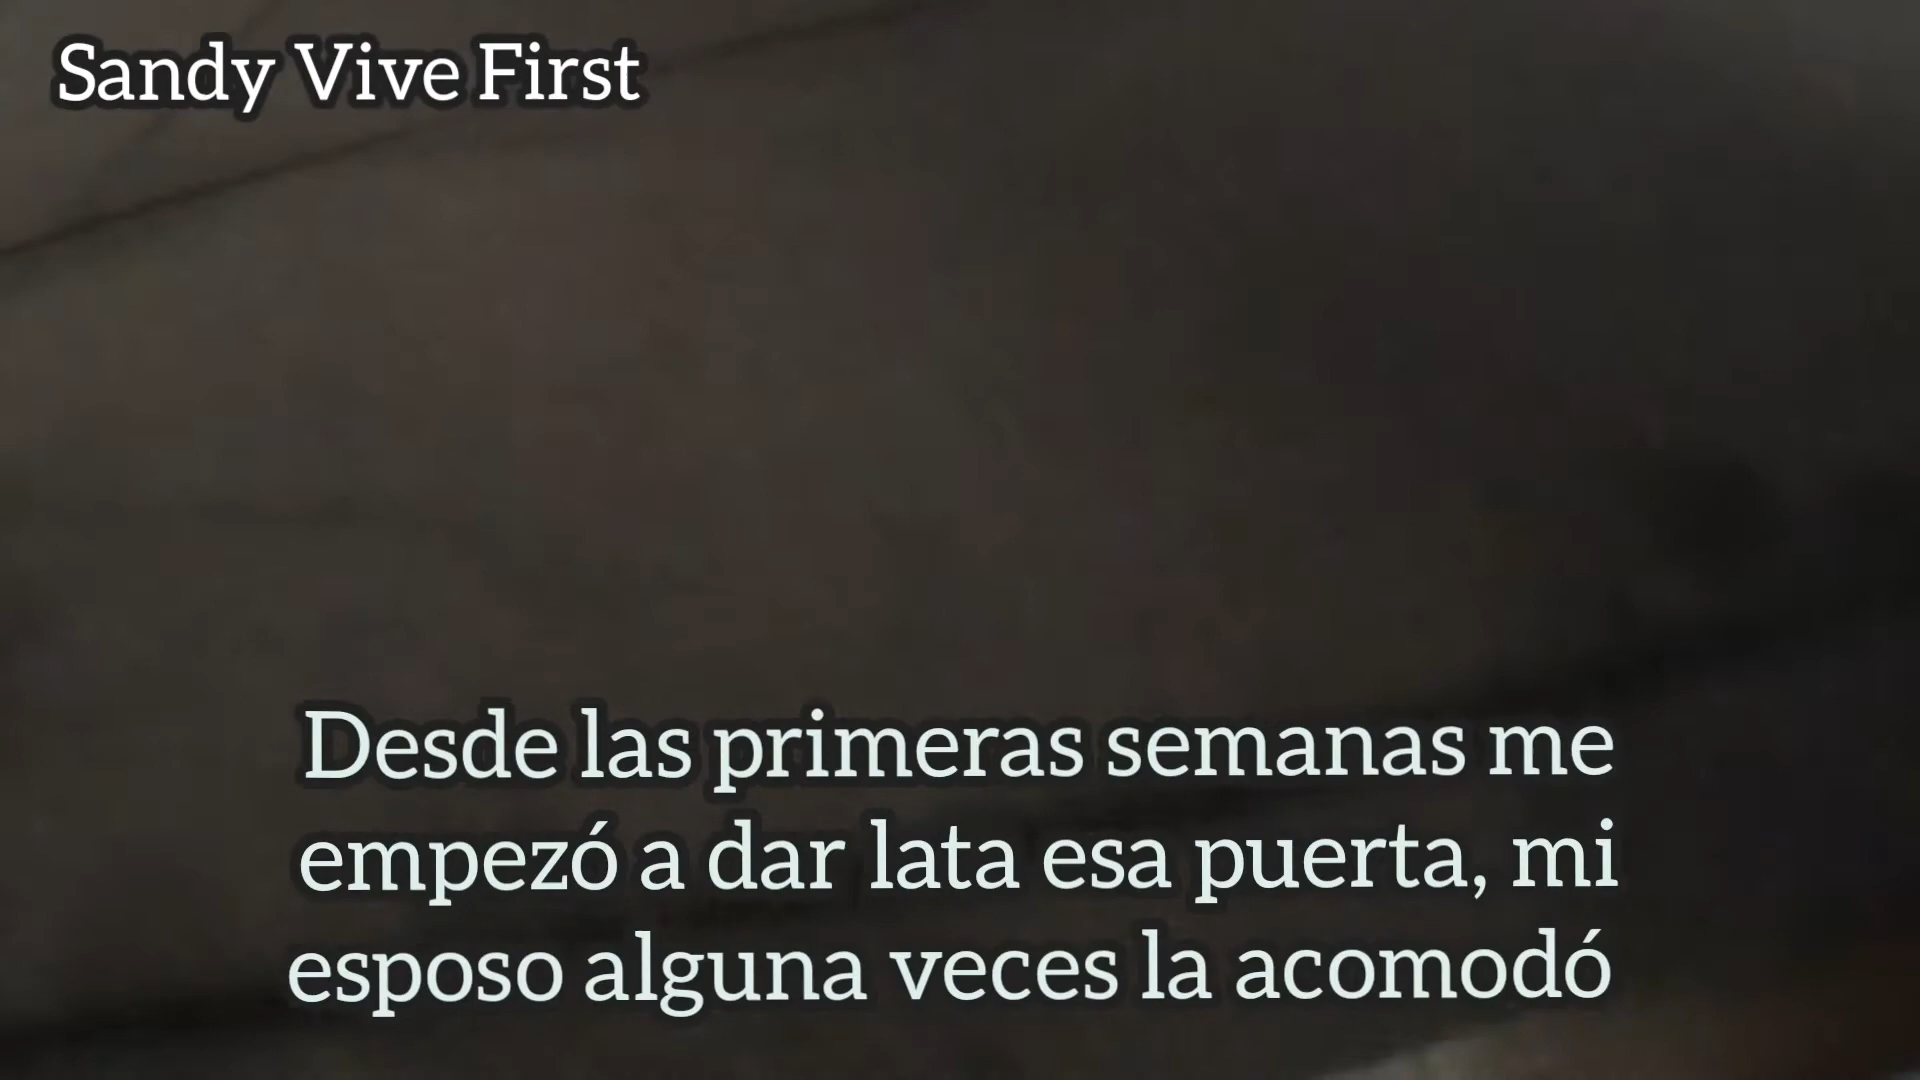 Sandy Vive First
Desde las primeras semanas me
empezó a dar lata esa puerta, mi
esposo alguna veces la acomodó